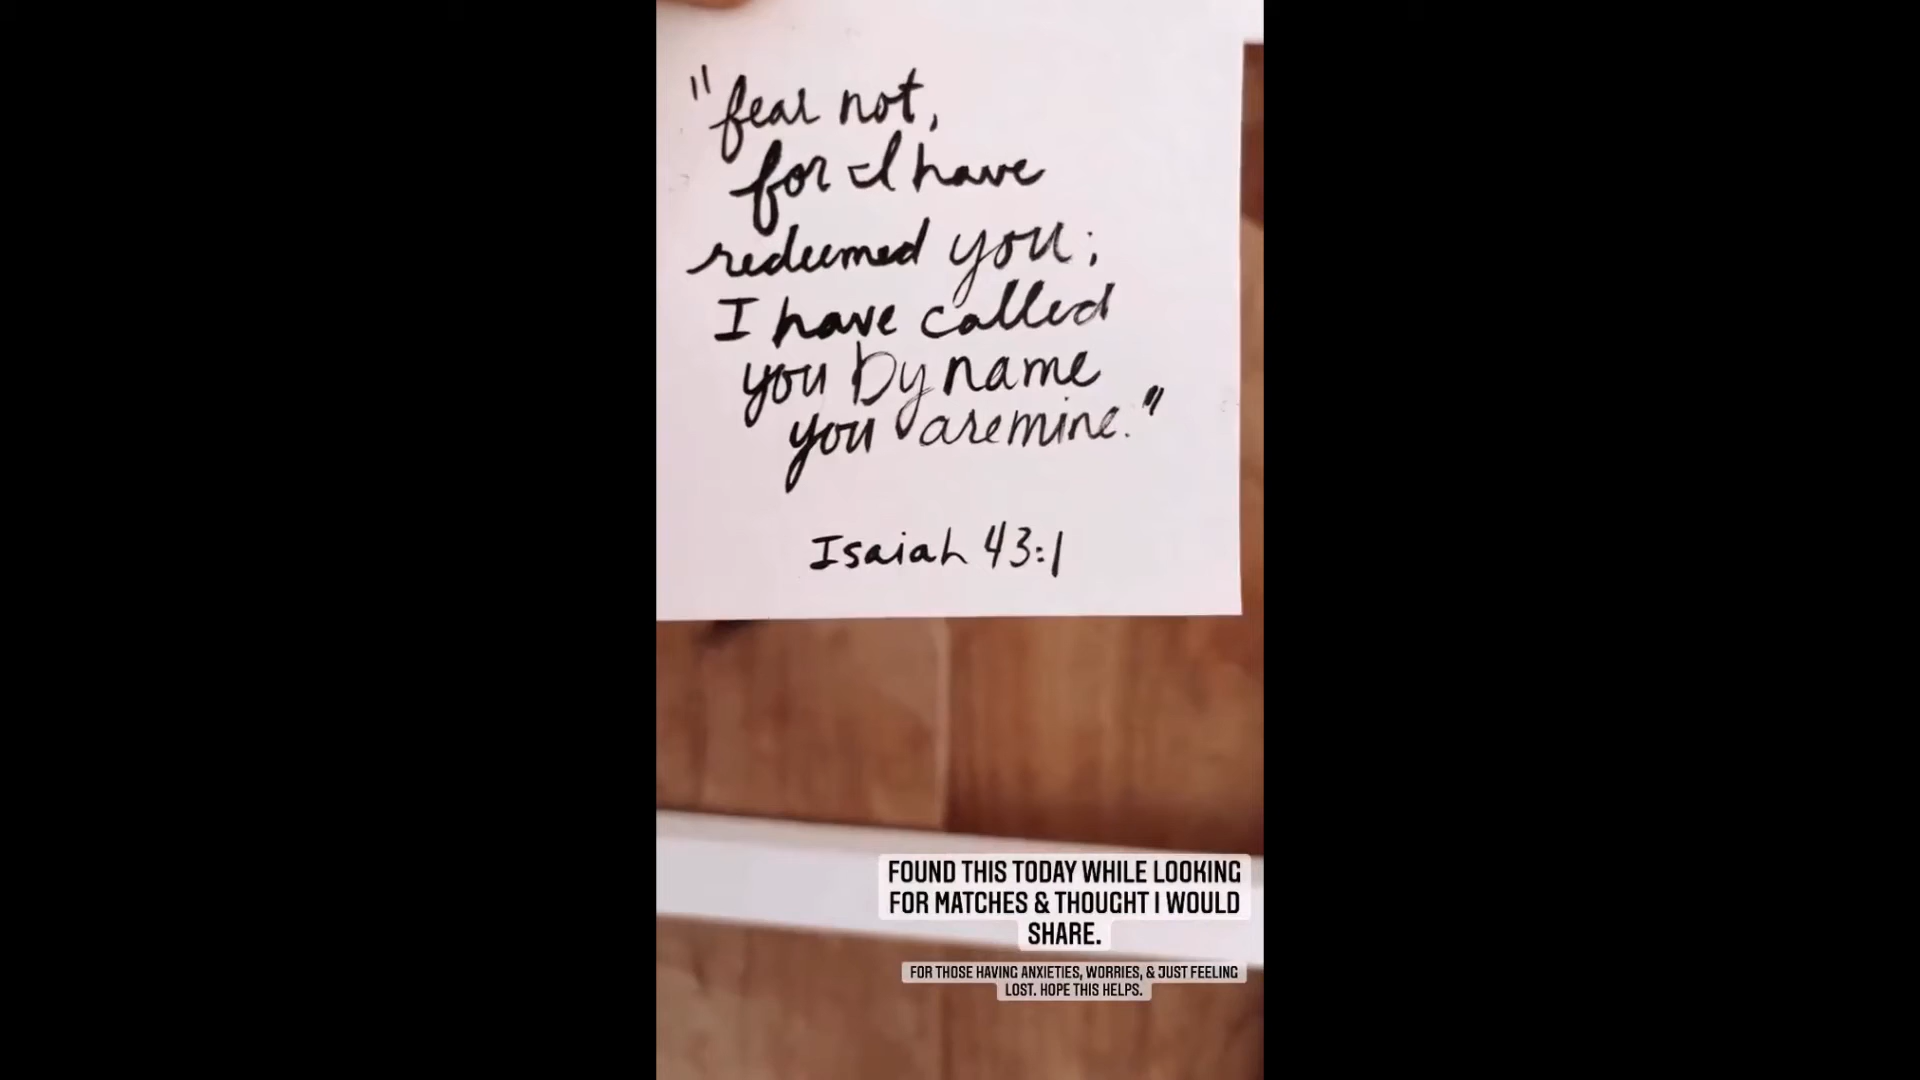 "fear not,
for I have
redeemed you;
I have called
you by name
you are mine."
Isaiah 43:1
FOUND THIS TODAY WHILE LOOKING
FOR MATCHES & THOUGHT I WOULD
SHARE.
FOR THOSE HAVING ANXIETIES, WORRIES, & JUST FEELING
LOST. HOPE THIS HELPS.